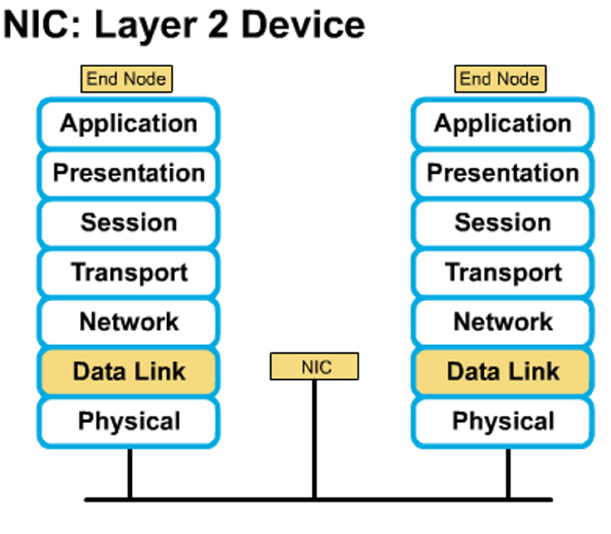 NIC: Layer 2 Device
End Node
Application
Presentation
Session
Transport
Network
Data Link
Physical
NIC
End Node
Application
Presentation
Session
Transport
Network
Data Link
Physical